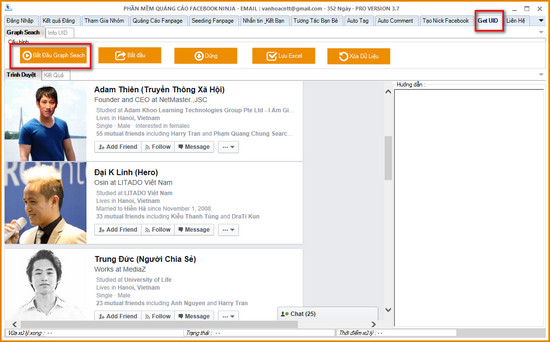 PHẦN MỀM QUẢNG CÁO FACEBOOK NINJA - EMAIL : vanhoacntt@gmail.com - 352 Ngày - PRO VERSION 3.7
Đăng Nhập Kết quả Đăng Tham Gia Nhóm Quảng Cáo Fanpage Seeding Fanpage Nhắn tin _Kết Bạn Tương Tác Bạn Bè Auto Tag Auto Comment Tạo Nick Facebook Get UID Liên Hệ
Graph Seach Info UID
Cấu hình
Bắt Đầu Graph Seach Bắt đầu Dừng Lưu Excel Xóa Dữ Liệu
Trình Duyệt Kết Quả
Hướng dẫn :
Adam Thiên (Truyền Thông Xã Hội)
Founder and CEO at NetMaster.,JSC
Studied at Adam Khoo Learning Technologies Group Pte Ltd - I Am Gi...
Lives in Hanoi, Vietnam
Single · Male · Interested in females
55 mutual friends including Harry Tran and Phạm Quang Chung Searc...
Add Friend Follow Message ...
Đại K Linh (Hero)
Osin at LITADO Việt Nam
Studied at LITADO Việt Nam
Lives in Hanoi, Vietnam
Married to Hiền Hà since November 1, 2008
33 mutual friends including Kiều Thanh Tùng and DraTi Kun
Add Friend Follow Message ...
Trung Đức (Người Chia Sẻ)
Works at MediaZ
Studied at University of Life
Lives in Hanoi, Vietnam
Single · Male
23 mutual friends including Anh Nguyen and Harry Tran
Add Friend Follow Message ...
Chat (25)
Vừa xử lý xong : -- Trạng thái : -- Thời điểm xử lý : --